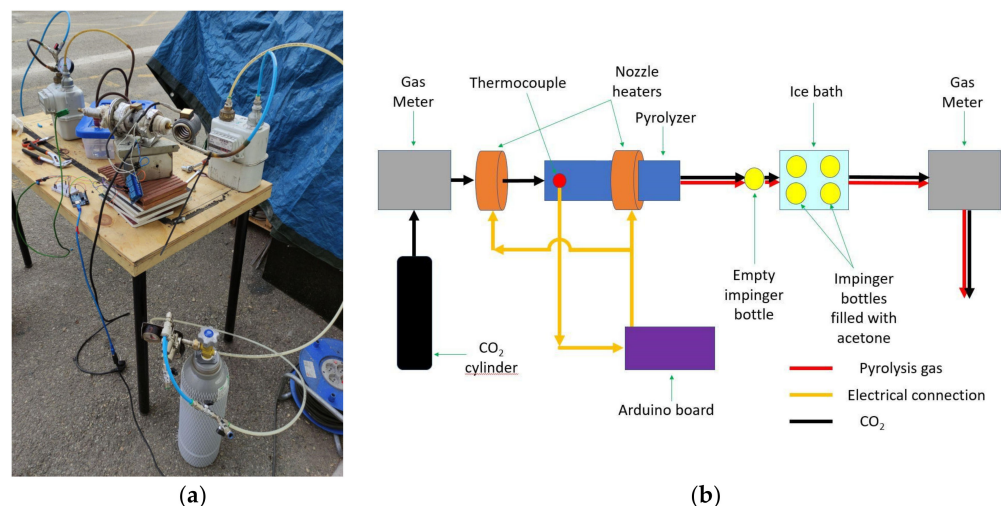 Gas
Meter
Thermocouple
Nozzle
heaters
Pyrolyzer
Ice bath
Gas
Meter
Empty
impinger
bottle
Impinger
bottles
filled with
acetone
CO₂
cylinder
Arduino board
Pyrolysis gas
Electrical connection
CO₂
(a)
(b)